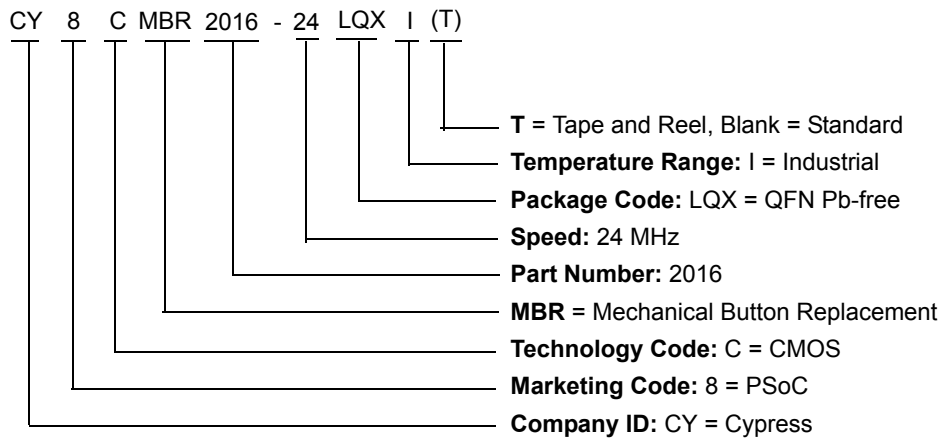 CY 8 C MBR 2016 - 24 LQX I (T)
T = Tape and Reel, Blank = Standard
Temperature Range: I = Industrial
Package Code: LQX = QFN Pb-free
Speed: 24 MHz
Part Number: 2016
MBR = Mechanical Button Replacement
Technology Code: C = CMOS
Marketing Code: 8 = PSoC
Company ID: CY = Cypress